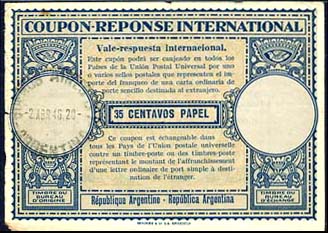 COUPON-REPONSE INTERNATIONAL
Vale-respuesta internacional.
Este cupón podrá ser canjeado en todos los
Países de la Unión Postal Universal por uno
o varios sellos postales que representen el im-
porte del franqueo de una carta ordinaria de
porte sencillo destinada al extranjero.
35 CENTAVOS PAPEL
Ce coupon est échangeable dans
tous les Pays de l'Union postale universelle
contre un timbre-poste ou des timbres-poste
représentant le montant de l'affranchissement
d'une lettre ordinaire de port simple à desti-
nation de l'étranger.
TIMBRE DU
BUREAU
D'ORIGINE
République Argentine - República Argentina
TIMBRE DU
BUREAU
D'ÉCHANGE